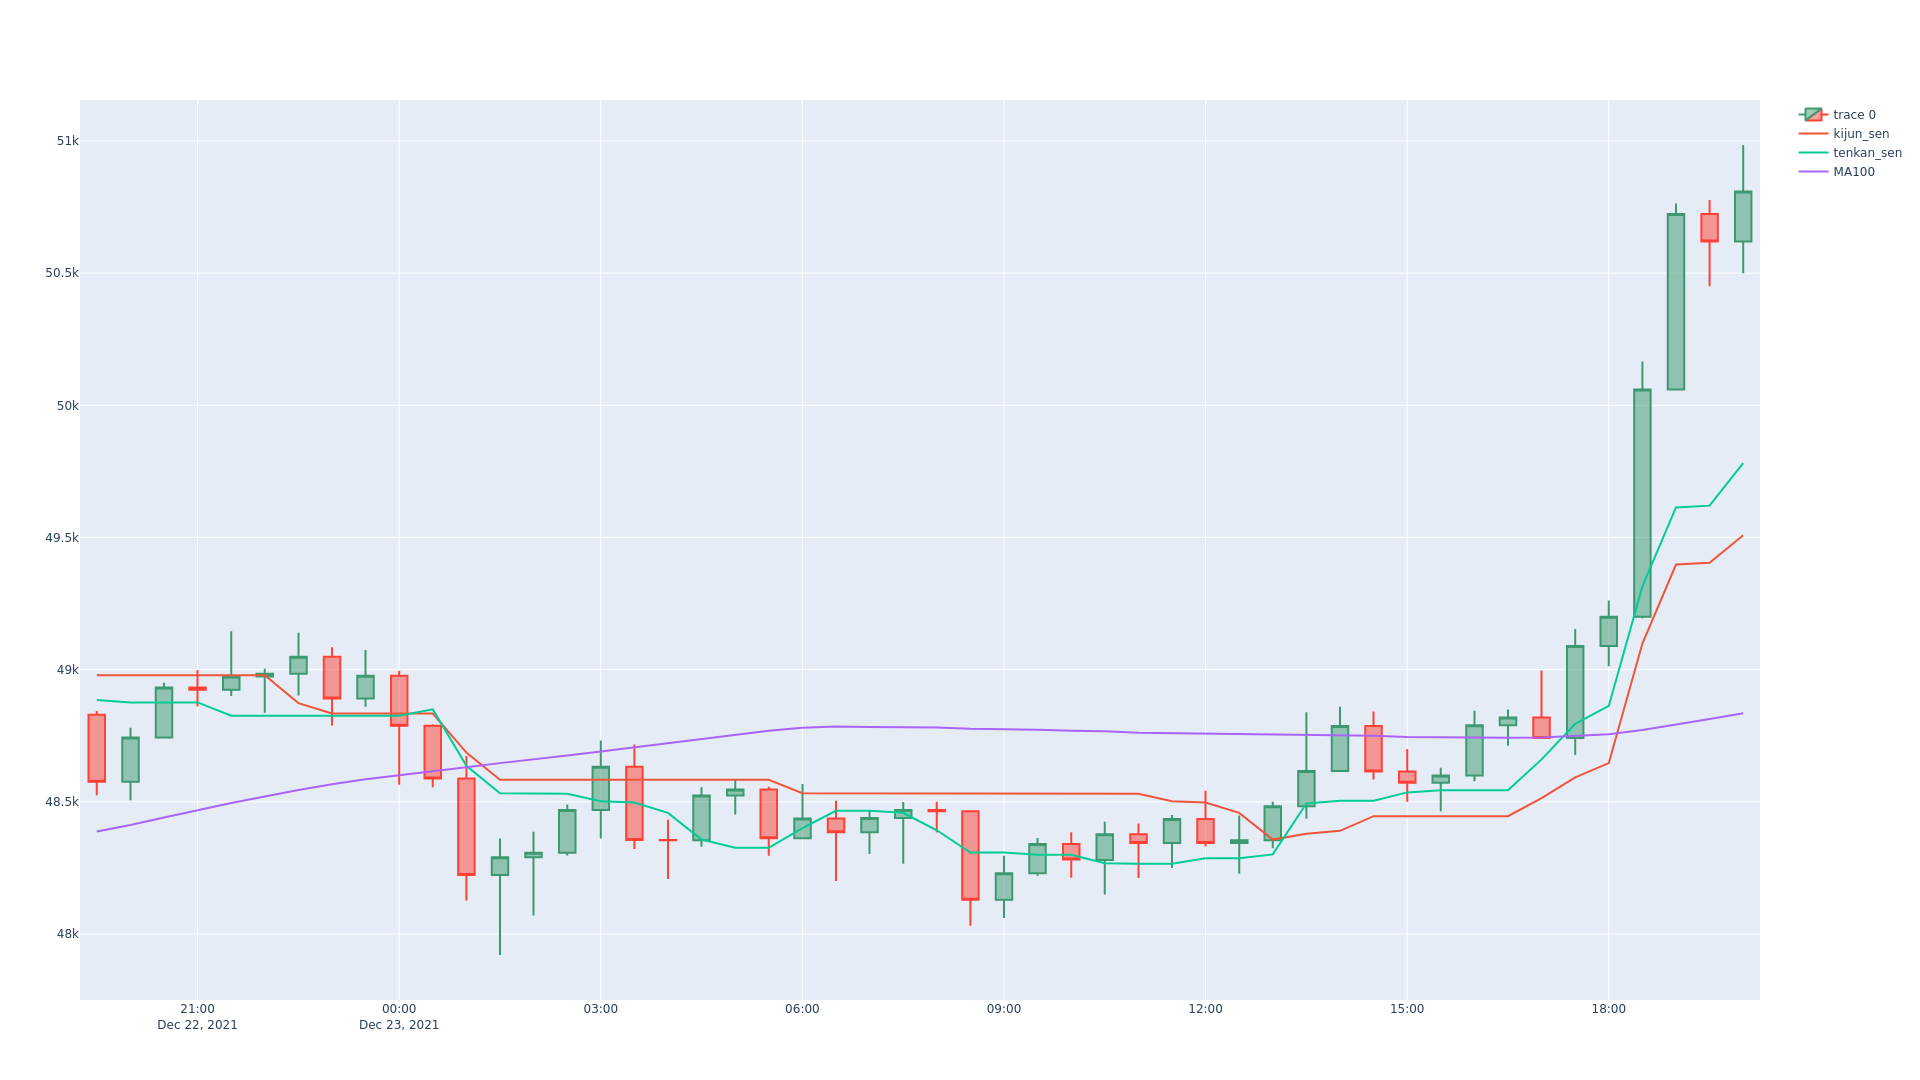 51k
50.5k
50k
49.5k
49k
48.5k
48k
21:00
Dec 22, 2021
00:00
Dec 23, 2021
03:00
06:00
09:00
12:00
15:00
18:00
trace 0
kijun_sen
tenkan_sen
MA100